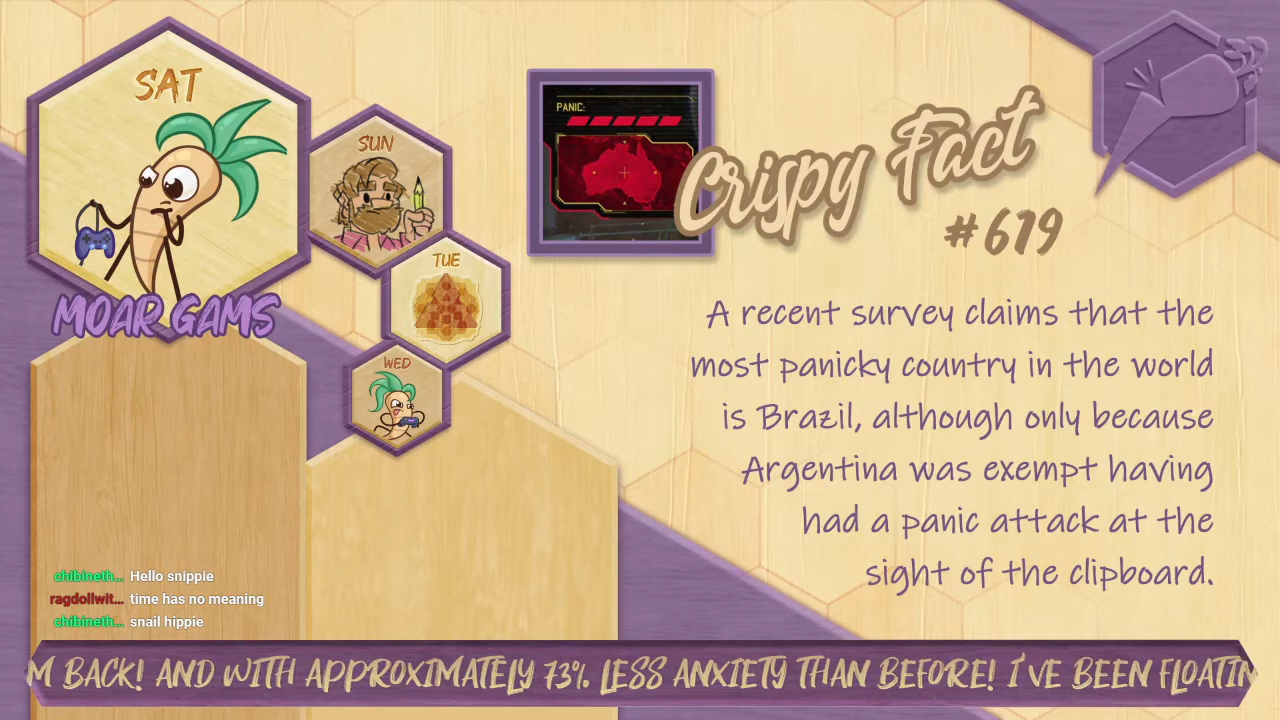 SAT
MOAR GAMS
SUN
TUE
WED
PANIC:
Crispy Fact
#619
A recent survey claims that the
most panicky country in the world
is Brazil, although only because
Argentina was exempt having
had a panic attack at the
sight of the clipboard.
chibineth... Hello snippie
ragdollwit... time has no meaning
chibineth... snail hippie
M BACK! AND WITH APPROXIMATELY 73% LESS ANXIETY THAN BEFORE! I'VE BEEN FLOATIN